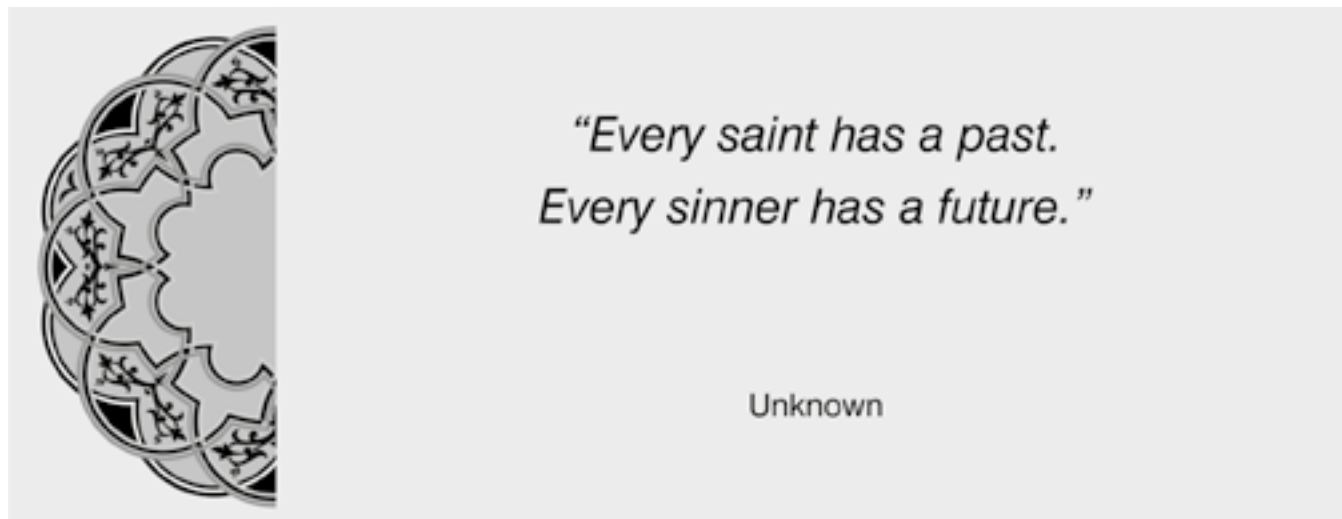 “Every saint has a past.
Every sinner has a future.”
Unknown